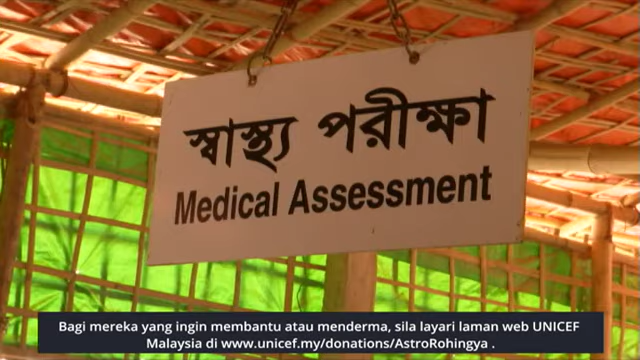 স্বাস্থ্য পরীক্ষা
Medical Assessment
Bagi mereka yang ingin membantu atau menderma, sila layari laman web UNICEF
Malaysia di www.unicef.my/donations/AstroRohingya .